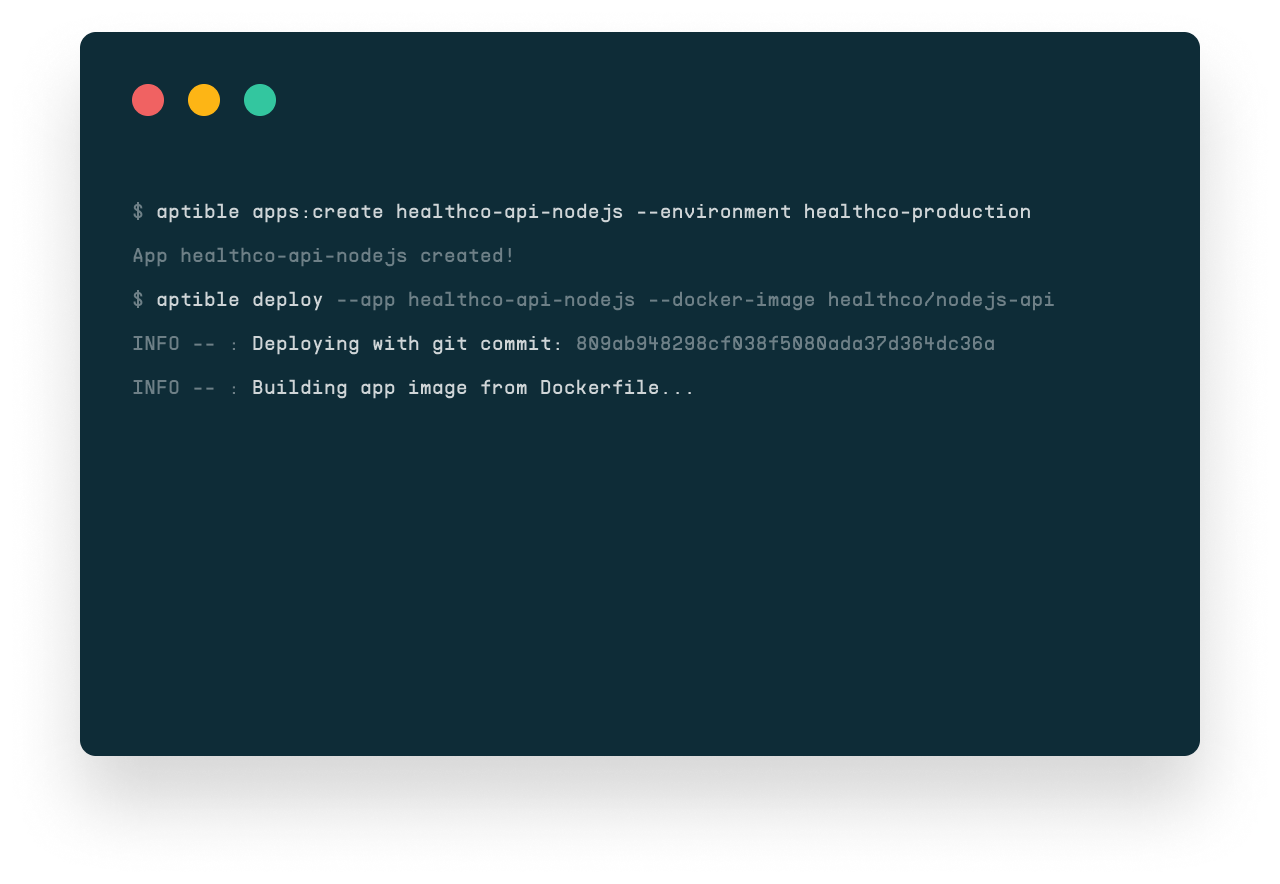 $ aptible apps:create healthco-api-nodejs --environment healthco-production
App healthco-api-nodejs created!
$ aptible deploy --app healthco-api-nodejs --docker-image healthco/nodejs-api
INFO -- : Deploying with git commit: 809ab948298cf038f5080ada37d364dc36a
INFO -- : Building app image from Dockerfile...